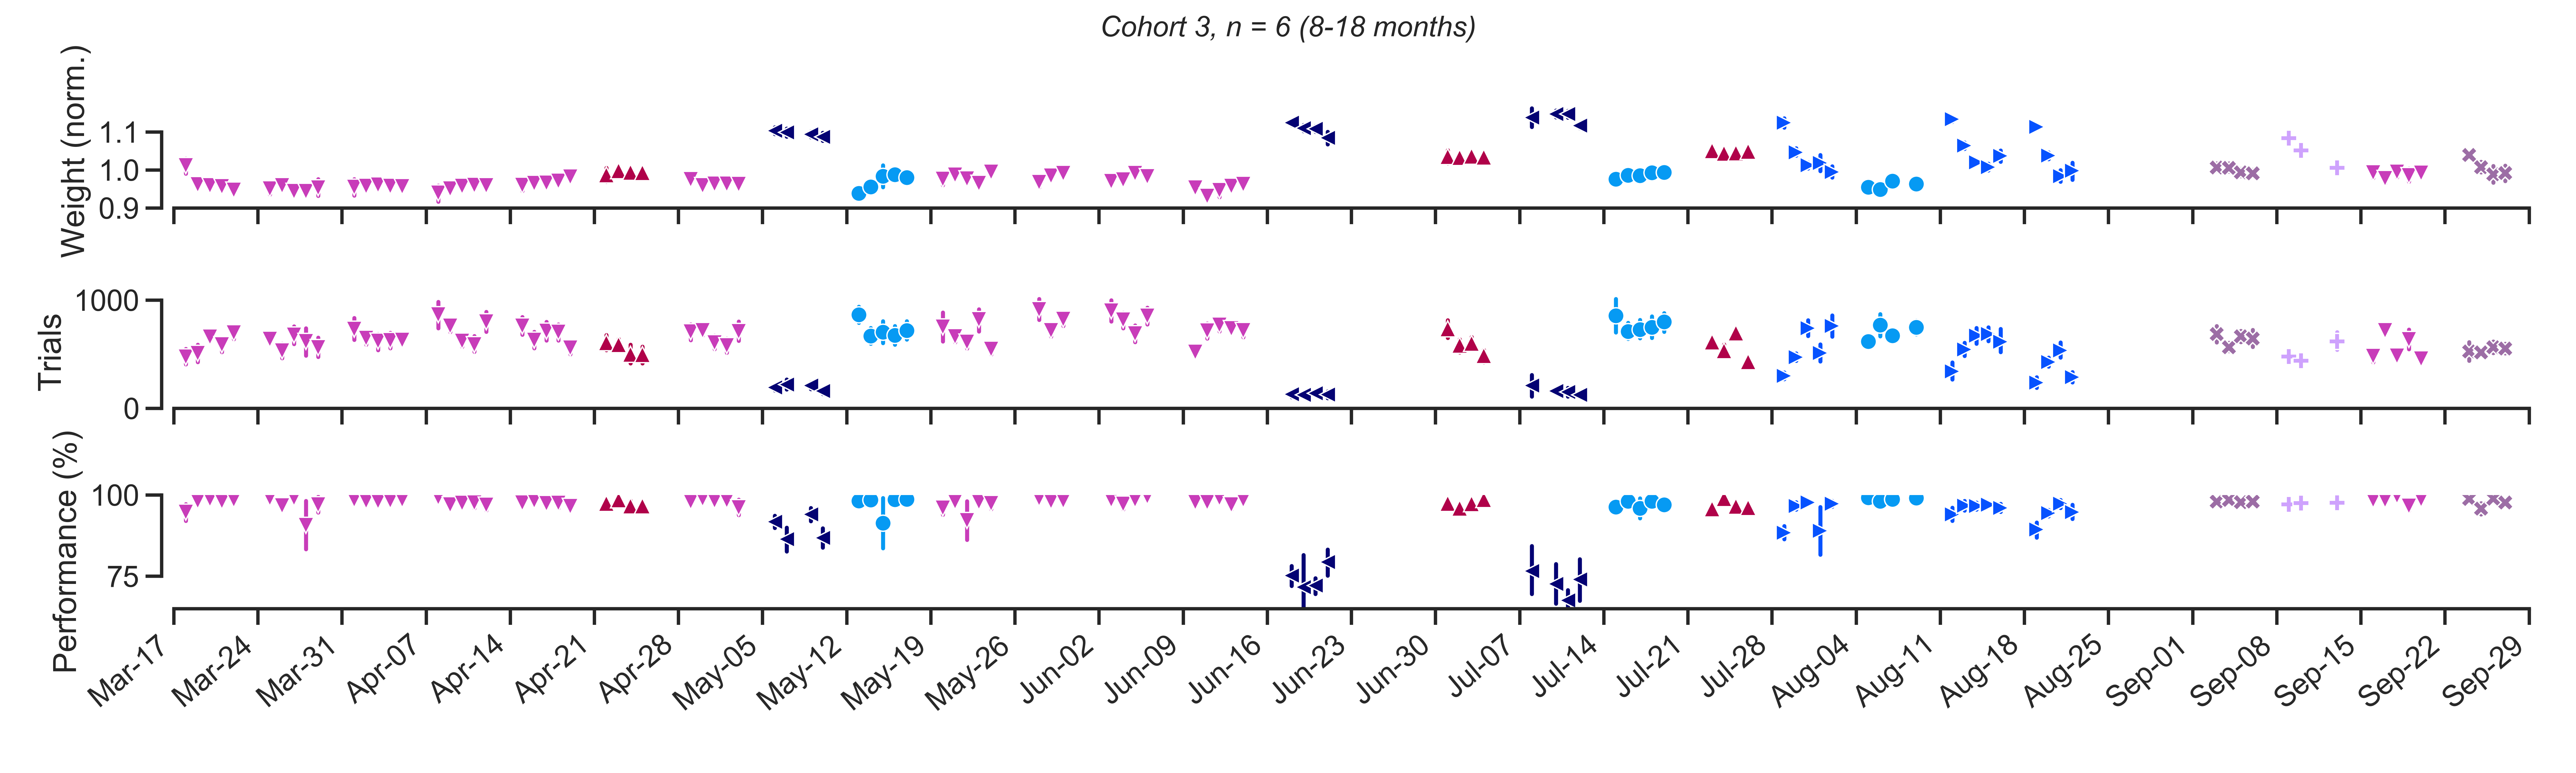 Cohort 3, n = 6 (8-18 months)
Weight (norm.)
1.1
1.0
0.9
Trials
1000
0
Performance (%)
100
75
Mar-17
Mar-24
Mar-31
Apr-07
Apr-14
Apr-21
Apr-28
May-05
May-12
May-19
May-26
Jun-02
Jun-09
Jun-16
Jun-23
Jun-30
Jul-07
Jul-14
Jul-21
Jul-28
Aug-04
Aug-11
Aug-18
Aug-25
Sep-01
Sep-08
Sep-15
Sep-22
Sep-29